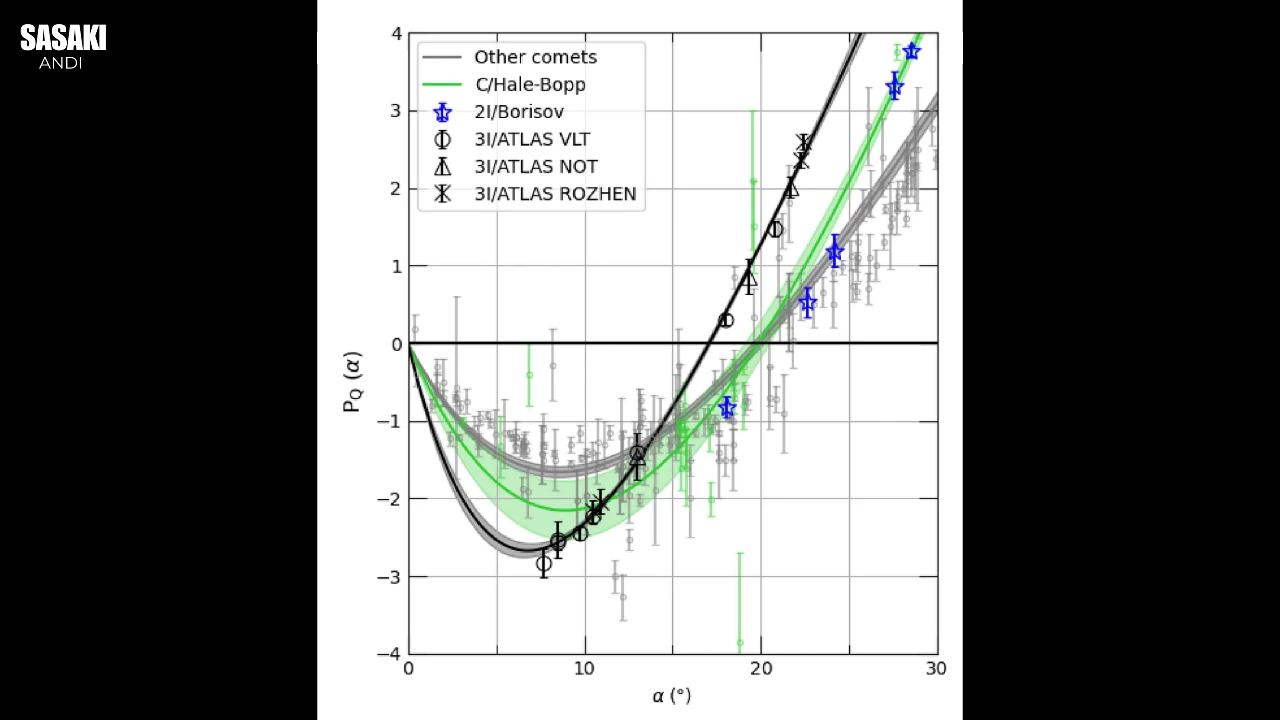 SASAKI
ANDI
Other comets
C/Hale-Bopp
2I/Borisov
3I/ATLAS VLT
3I/ATLAS NOT
3I/ATLAS ROZHEN
4
3
2
1
0
−1
−2
−3
−4
P_Q (α)
0 10 20 30
α (°)